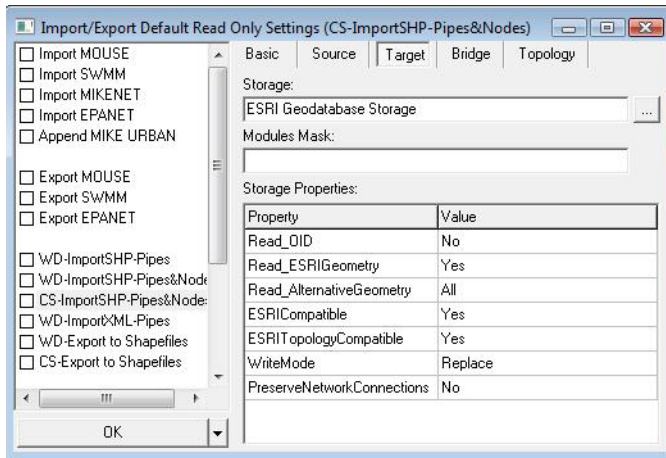 Import/Export Default Read Only Settings (CS-ImportSHP-Pipes&Nodes)
Import MOUSE
Import SWMM
Import MIKENET
Import EPANET
Append MIKE URBAN
Export MOUSE
Export SWMM
Export EPANET
WD-ImportSHP-Pipes
WD-ImportSHP-Pipes&Node
CS-ImportSHP-Pipes&Node
WD-ImportXML-Pipes
WD-Export to Shapefiles
CS-Export to Shapefiles
OK
Basic Source Target Bridge Topology
Storage:
ESRI Geodatabase Storage ...
Modules Mask:
Storage Properties:
Property Value
Read_OID No
Read_ESRIGeometry Yes
Read_AlternativeGeometry All
ESRICompatible Yes
ESRITopologyCompatible Yes
WriteMode Replace
PreserveNetworkConnections No